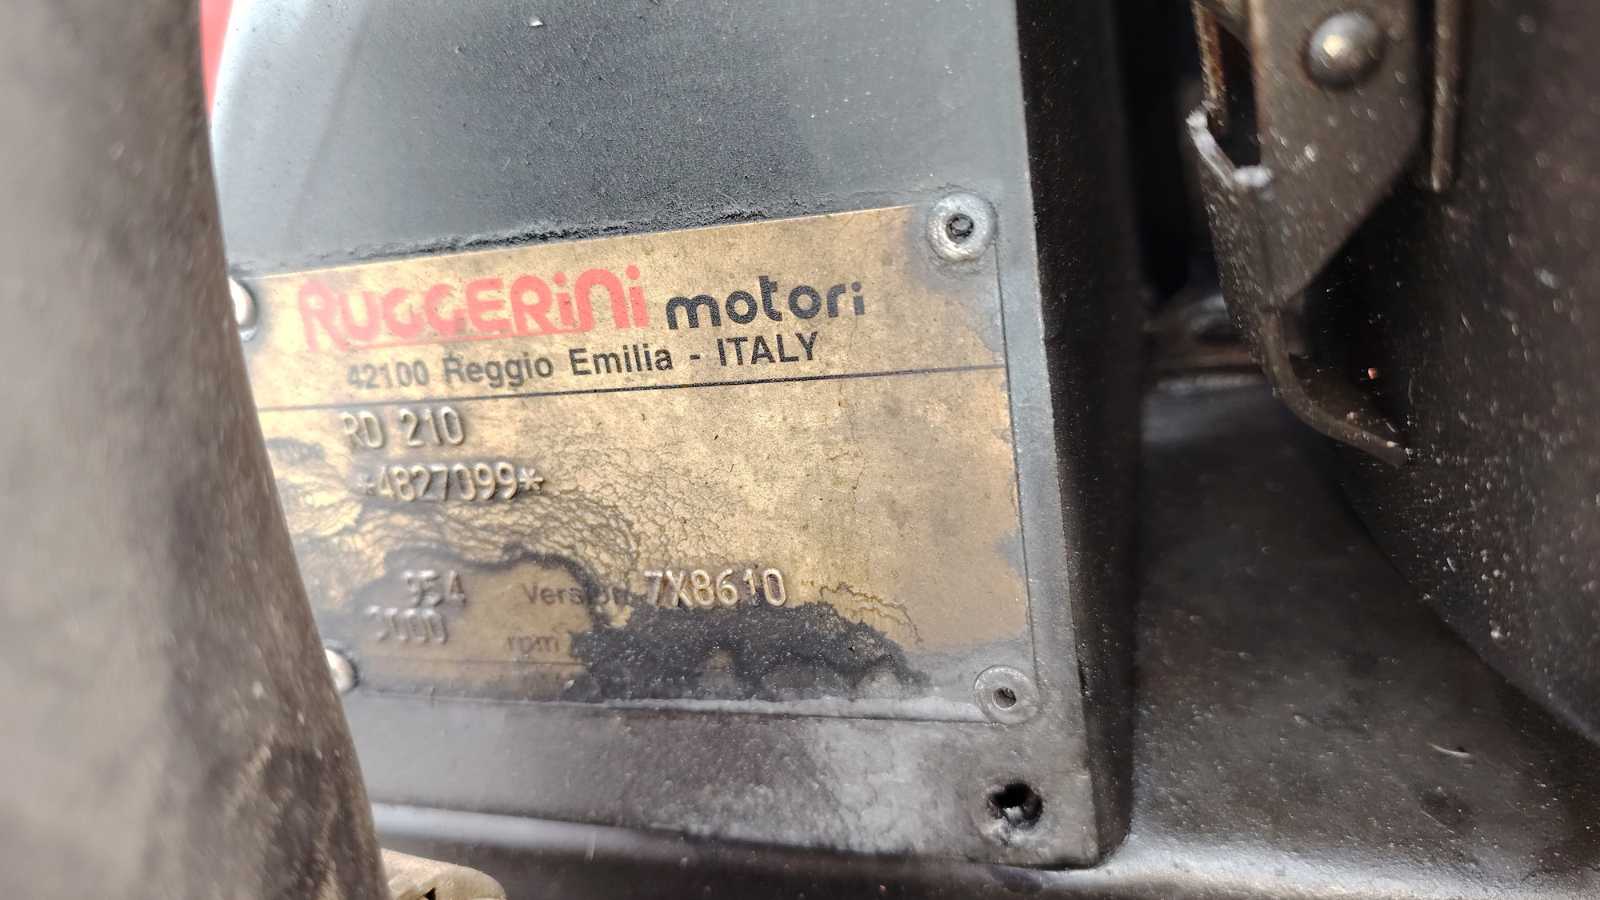 RUGGERiNi motori
42100 Reggio Emilia - ITALY
RD 210
*4827099*
954 Version 7X8610
3000 rpm